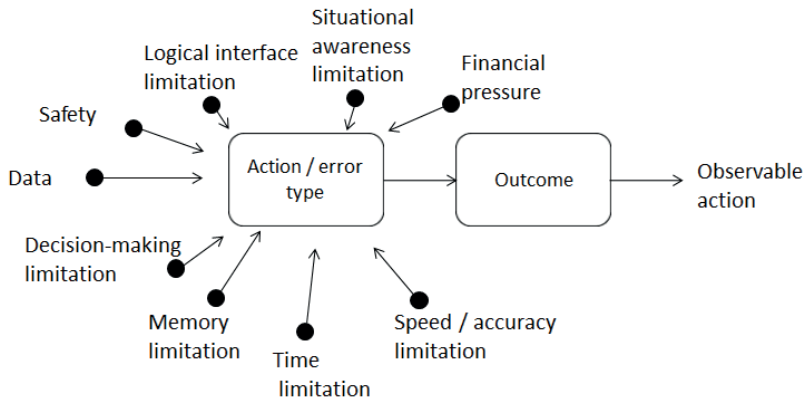 Situational
awareness
limitation
Logical interface
limitation
Financial
pressure
Safety
Data
Action / error
type
Outcome
Observable
action
Decision-making
limitation
Memory
limitation
Time
limitation
Speed / accuracy
limitation